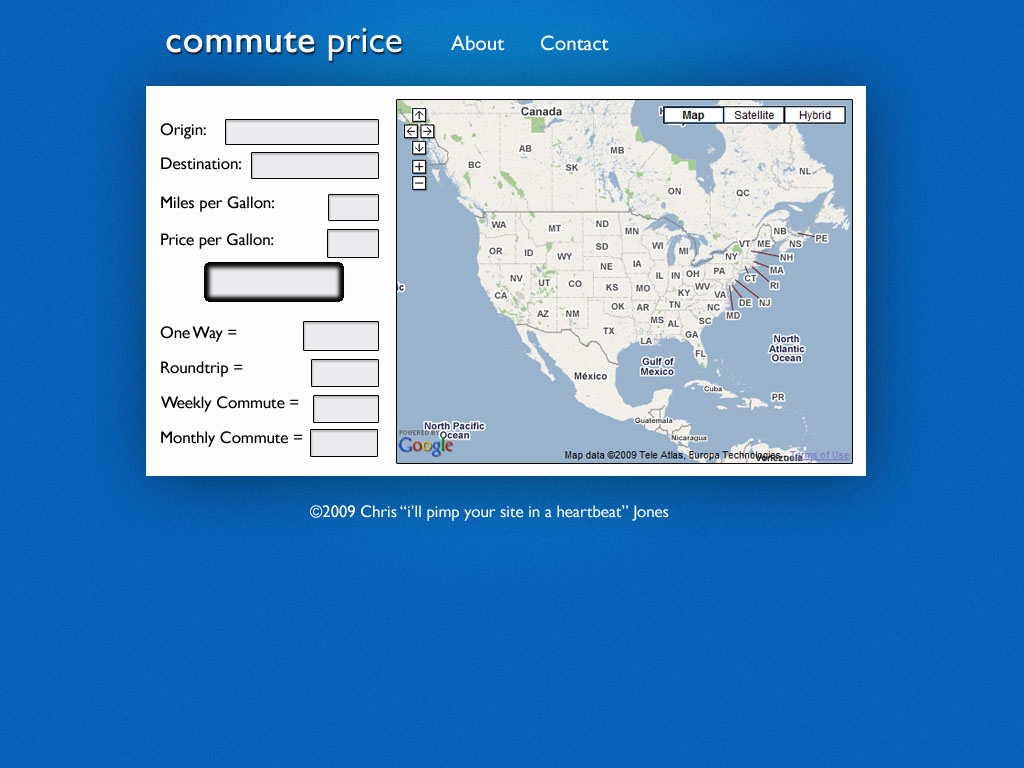 commute price
About
Contact
Origin:
Destination:
Miles per Gallon:
Price per Gallon:
One Way =
Roundtrip =
Weekly Commute =
Monthly Commute =
Map
Satellite
Hybrid
Canada
BC
AB
SK
MB
ON
QC
NL
NB
PE
NS
WA
MT
ND
MN
OR
ID
SD
WI
MI
VT
ME
NY
NH
WY
NE
IA
PA
MA
CT
RI
NV
UT
CO
KS
MO
IL
IN
OH
WV
KY
VA
DE
NJ
MD
CA
AZ
NM
OK
AR
TN
NC
SC
MS
AL
GA
TX
LA
FL
North
Atlantic
Ocean
Gulf of
Mexico
México
Cuba
PR
Guatemala
Nicaragua
Venezuela
North Pacific
Ocean
POWERED BY
Google
Map data ©2009 Tele Atlas, Europa Technologies
Terms of Use
©2009 Chris “i’ll pimp your site in a heartbeat” Jones